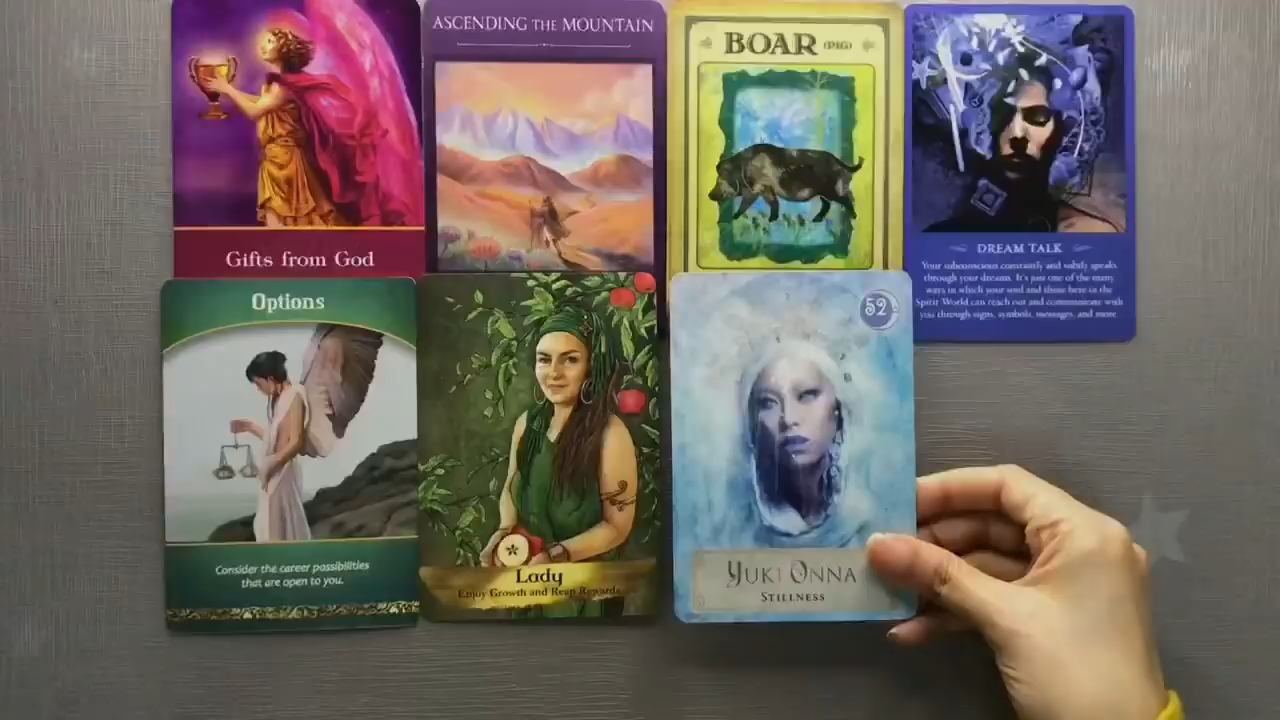 Gifts from God
ASCENDING THE MOUNTAIN
BOAR (PIG)
DREAM TALK
Your subconscious constantly and subtly speaks
through your dreams. It's just one of the many
ways in which your soul and those here in the
Spirit World can reach out and communicate with
you through signs, symbols, messages, and more.
Options
Consider the career possibilities
that are open to you.
Lady
Enjoy Growth and Reap Rewards
52
YUKI ONNA
STILLNESS